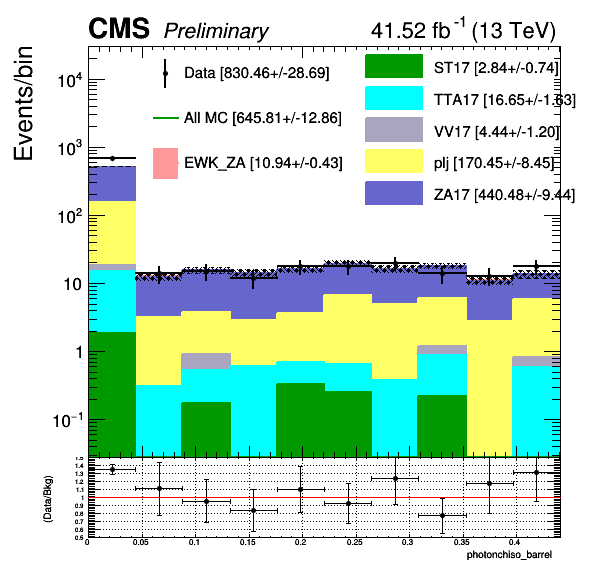 CMS Preliminary 41.52 fb⁻¹ (13 TeV)
Events/bin
10⁴
10³
10²
10
1
10⁻¹
Data [830.46+/-28.69]
All MC [645.81+/-12.86]
EWK_ZA [10.94+/-0.43]
ST17 [2.84+/-0.74]
TTA17 [16.65+/-1.63]
VV17 [4.44+/-1.20]
plj [170.45+/-8.45]
ZA17 [440.48+/-9.44]
(Data/Bkg)
1.5
1.4
1.3
1.2
1.1
1
0.9
0.8
0.7
0.6
0.5
0 0.05 0.1 0.15 0.2 0.25 0.3 0.35 0.4
photonchiso_barrel